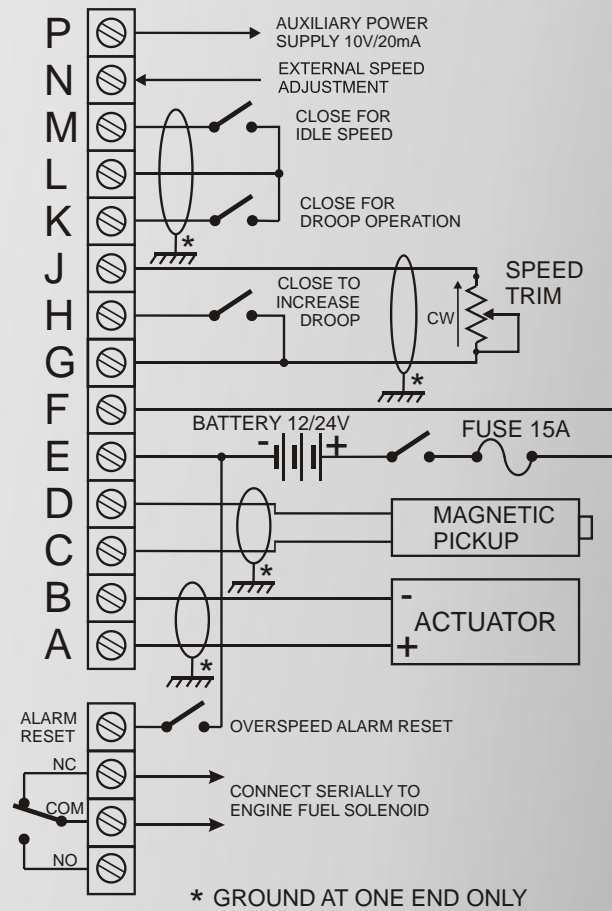 P
AUXILIARY POWER
SUPPLY 10V/20mA
N
EXTERNAL SPEED
ADJUSTMENT
M
CLOSE FOR
IDLE SPEED
L
K
CLOSE FOR
DROOP OPERATION
*
J
SPEED
TRIM
CLOSE TO
INCREASE
DROOP
H
CW
G
*
F
BATTERY 12/24V
FUSE 15A
E
- +
D
MAGNETIC
PICKUP
C
*
B
-
ACTUATOR
A
+
*
ALARM
RESET
OVERSPEED ALARM RESET
NC
CONNECT SERIALLY TO
ENGINE FUEL SOLENOID
COM
NO
* GROUND AT ONE END ONLY